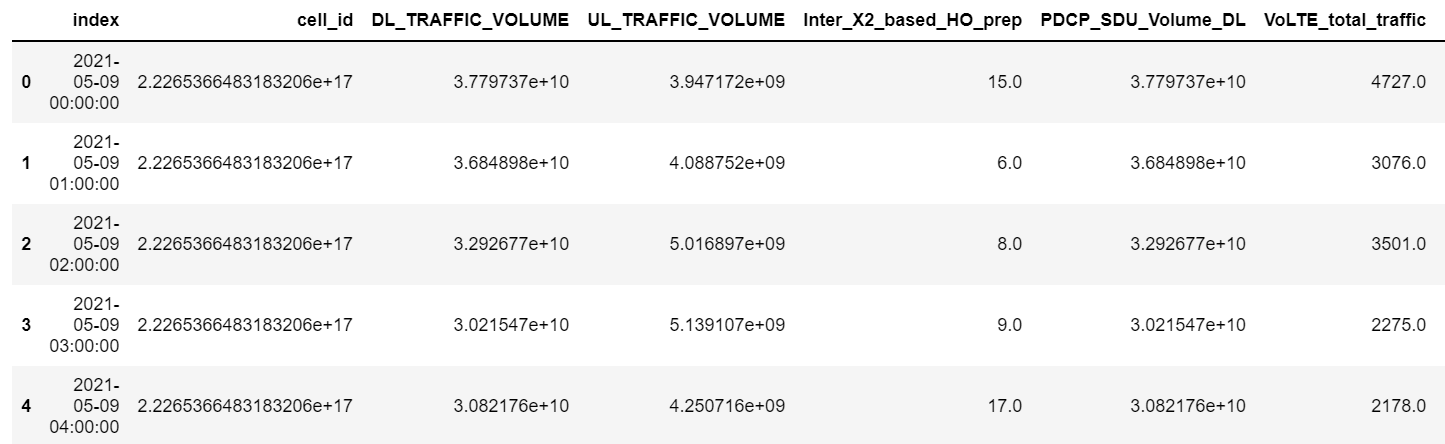 index cell_id DL_TRAFFIC_VOLUME UL_TRAFFIC_VOLUME Inter_X2_based_HO_prep PDCP_SDU_Volume_DL VoLTE_total_traffic
2021-
0 05-09 2.2265366483183206e+17 3.779737e+10 3.947172e+09 15.0 3.779737e+10 4727.0
00:00:00
2021-
1 05-09 2.2265366483183206e+17 3.684898e+10 4.088752e+09 6.0 3.684898e+10 3076.0
01:00:00
2021-
2 05-09 2.2265366483183206e+17 3.292677e+10 5.016897e+09 8.0 3.292677e+10 3501.0
02:00:00
2021-
3 05-09 2.2265366483183206e+17 3.021547e+10 5.139107e+09 9.0 3.021547e+10 2275.0
03:00:00
2021-
4 05-09 2.2265366483183206e+17 3.082176e+10 4.250716e+09 17.0 3.082176e+10 2178.0
04:00:00